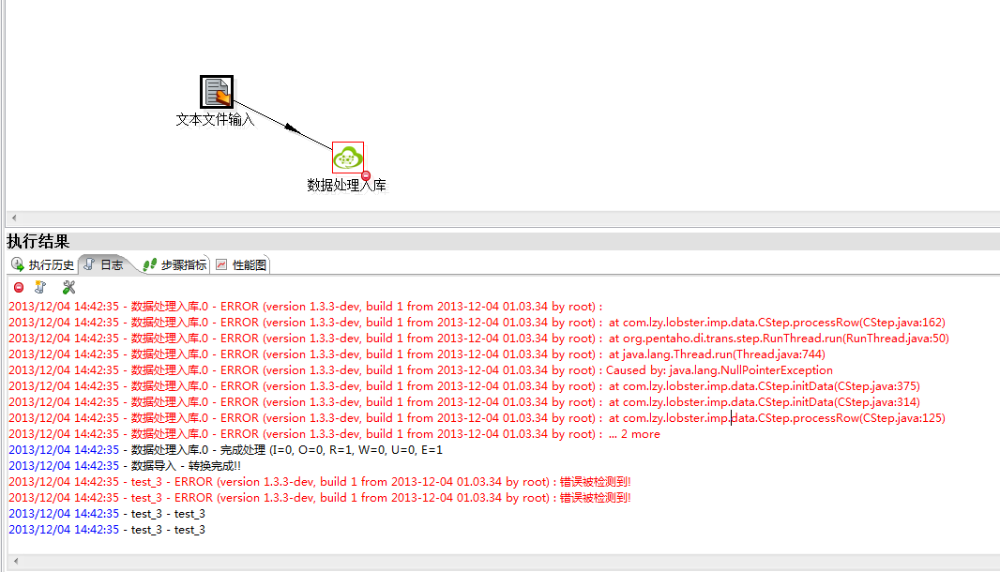 文本文件输入
数据处理入库
执行结果
执行历史 日志 步骤指标 性能图
2013/12/04 14:42:35 - 数据处理入库.0 - ERROR (version 1.3.3-dev, build 1 from 2013-12-04 01.03.34 by root) :
2013/12/04 14:42:35 - 数据处理入库.0 - ERROR (version 1.3.3-dev, build 1 from 2013-12-04 01.03.34 by root) : at com.lzy.lobster.imp.data.CStep.processRow(CStep.java:162)
2013/12/04 14:42:35 - 数据处理入库.0 - ERROR (version 1.3.3-dev, build 1 from 2013-12-04 01.03.34 by root) : at org.pentaho.di.trans.step.RunThread.run(RunThread.java:50)
2013/12/04 14:42:35 - 数据处理入库.0 - ERROR (version 1.3.3-dev, build 1 from 2013-12-04 01.03.34 by root) : at java.lang.Thread.run(Thread.java:744)
2013/12/04 14:42:35 - 数据处理入库.0 - ERROR (version 1.3.3-dev, build 1 from 2013-12-04 01.03.34 by root) : Caused by: java.lang.NullPointerException
2013/12/04 14:42:35 - 数据处理入库.0 - ERROR (version 1.3.3-dev, build 1 from 2013-12-04 01.03.34 by root) : at com.lzy.lobster.imp.data.CStep.initData(CStep.java:375)
2013/12/04 14:42:35 - 数据处理入库.0 - ERROR (version 1.3.3-dev, build 1 from 2013-12-04 01.03.34 by root) : at com.lzy.lobster.imp.data.CStep.initData(CStep.java:314)
2013/12/04 14:42:35 - 数据处理入库.0 - ERROR (version 1.3.3-dev, build 1 from 2013-12-04 01.03.34 by root) : at com.lzy.lobster.imp.data.CStep.processRow(CStep.java:125)
2013/12/04 14:42:35 - 数据处理入库.0 - ERROR (version 1.3.3-dev, build 1 from 2013-12-04 01.03.34 by root) : ... 2 more
2013/12/04 14:42:35 - 数据处理入库.0 - 完成处理 (I=0, O=0, R=1, W=0, U=0, E=1
2013/12/04 14:42:35 - 数据导入 - 转换完成!!
2013/12/04 14:42:35 - test_3 - ERROR (version 1.3.3-dev, build 1 from 2013-12-04 01.03.34 by root) : 错误被检测到!
2013/12/04 14:42:35 - test_3 - ERROR (version 1.3.3-dev, build 1 from 2013-12-04 01.03.34 by root) : 错误被检测到!
2013/12/04 14:42:35 - test_3 - test_3
2013/12/04 14:42:35 - test_3 - test_3